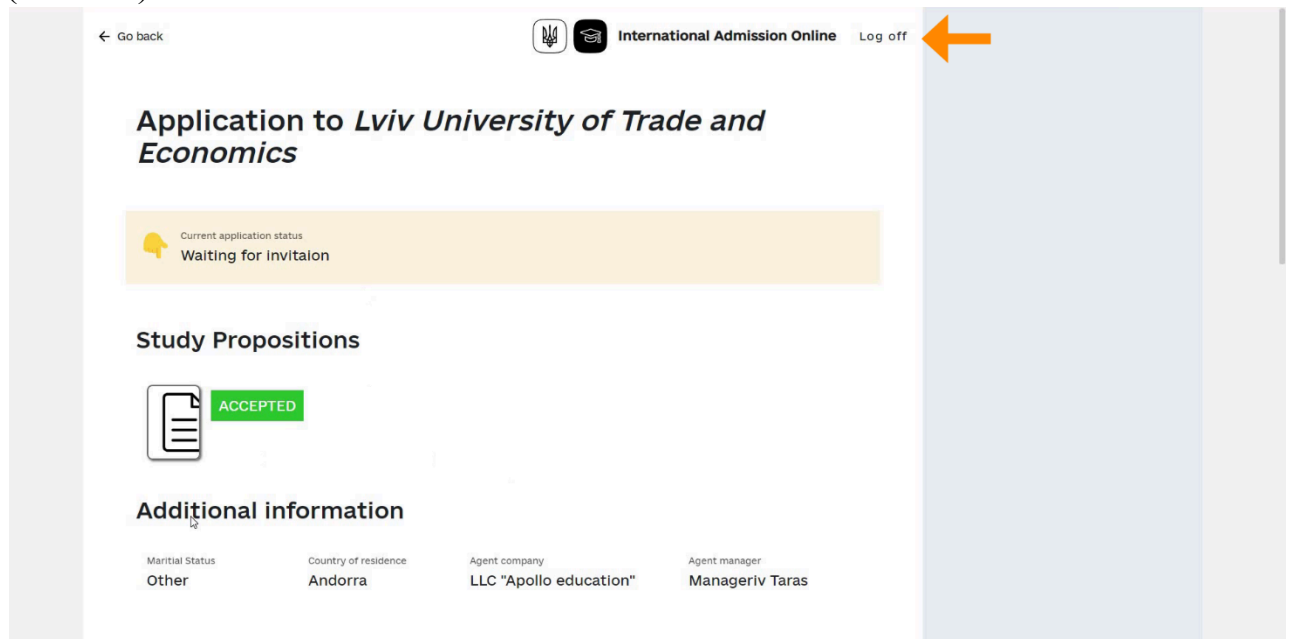 ← Go back
International Admission Online
Log off
Application to Lviv University of Trade and
Economics
Current application status
Waiting for invitaion
Study Propositions
ACCEPTED
Additional information
Maritial Status
Country of residence
Agent company
Agent manager
Other
Andorra
LLC "Apollo education"
Manageriv Taras